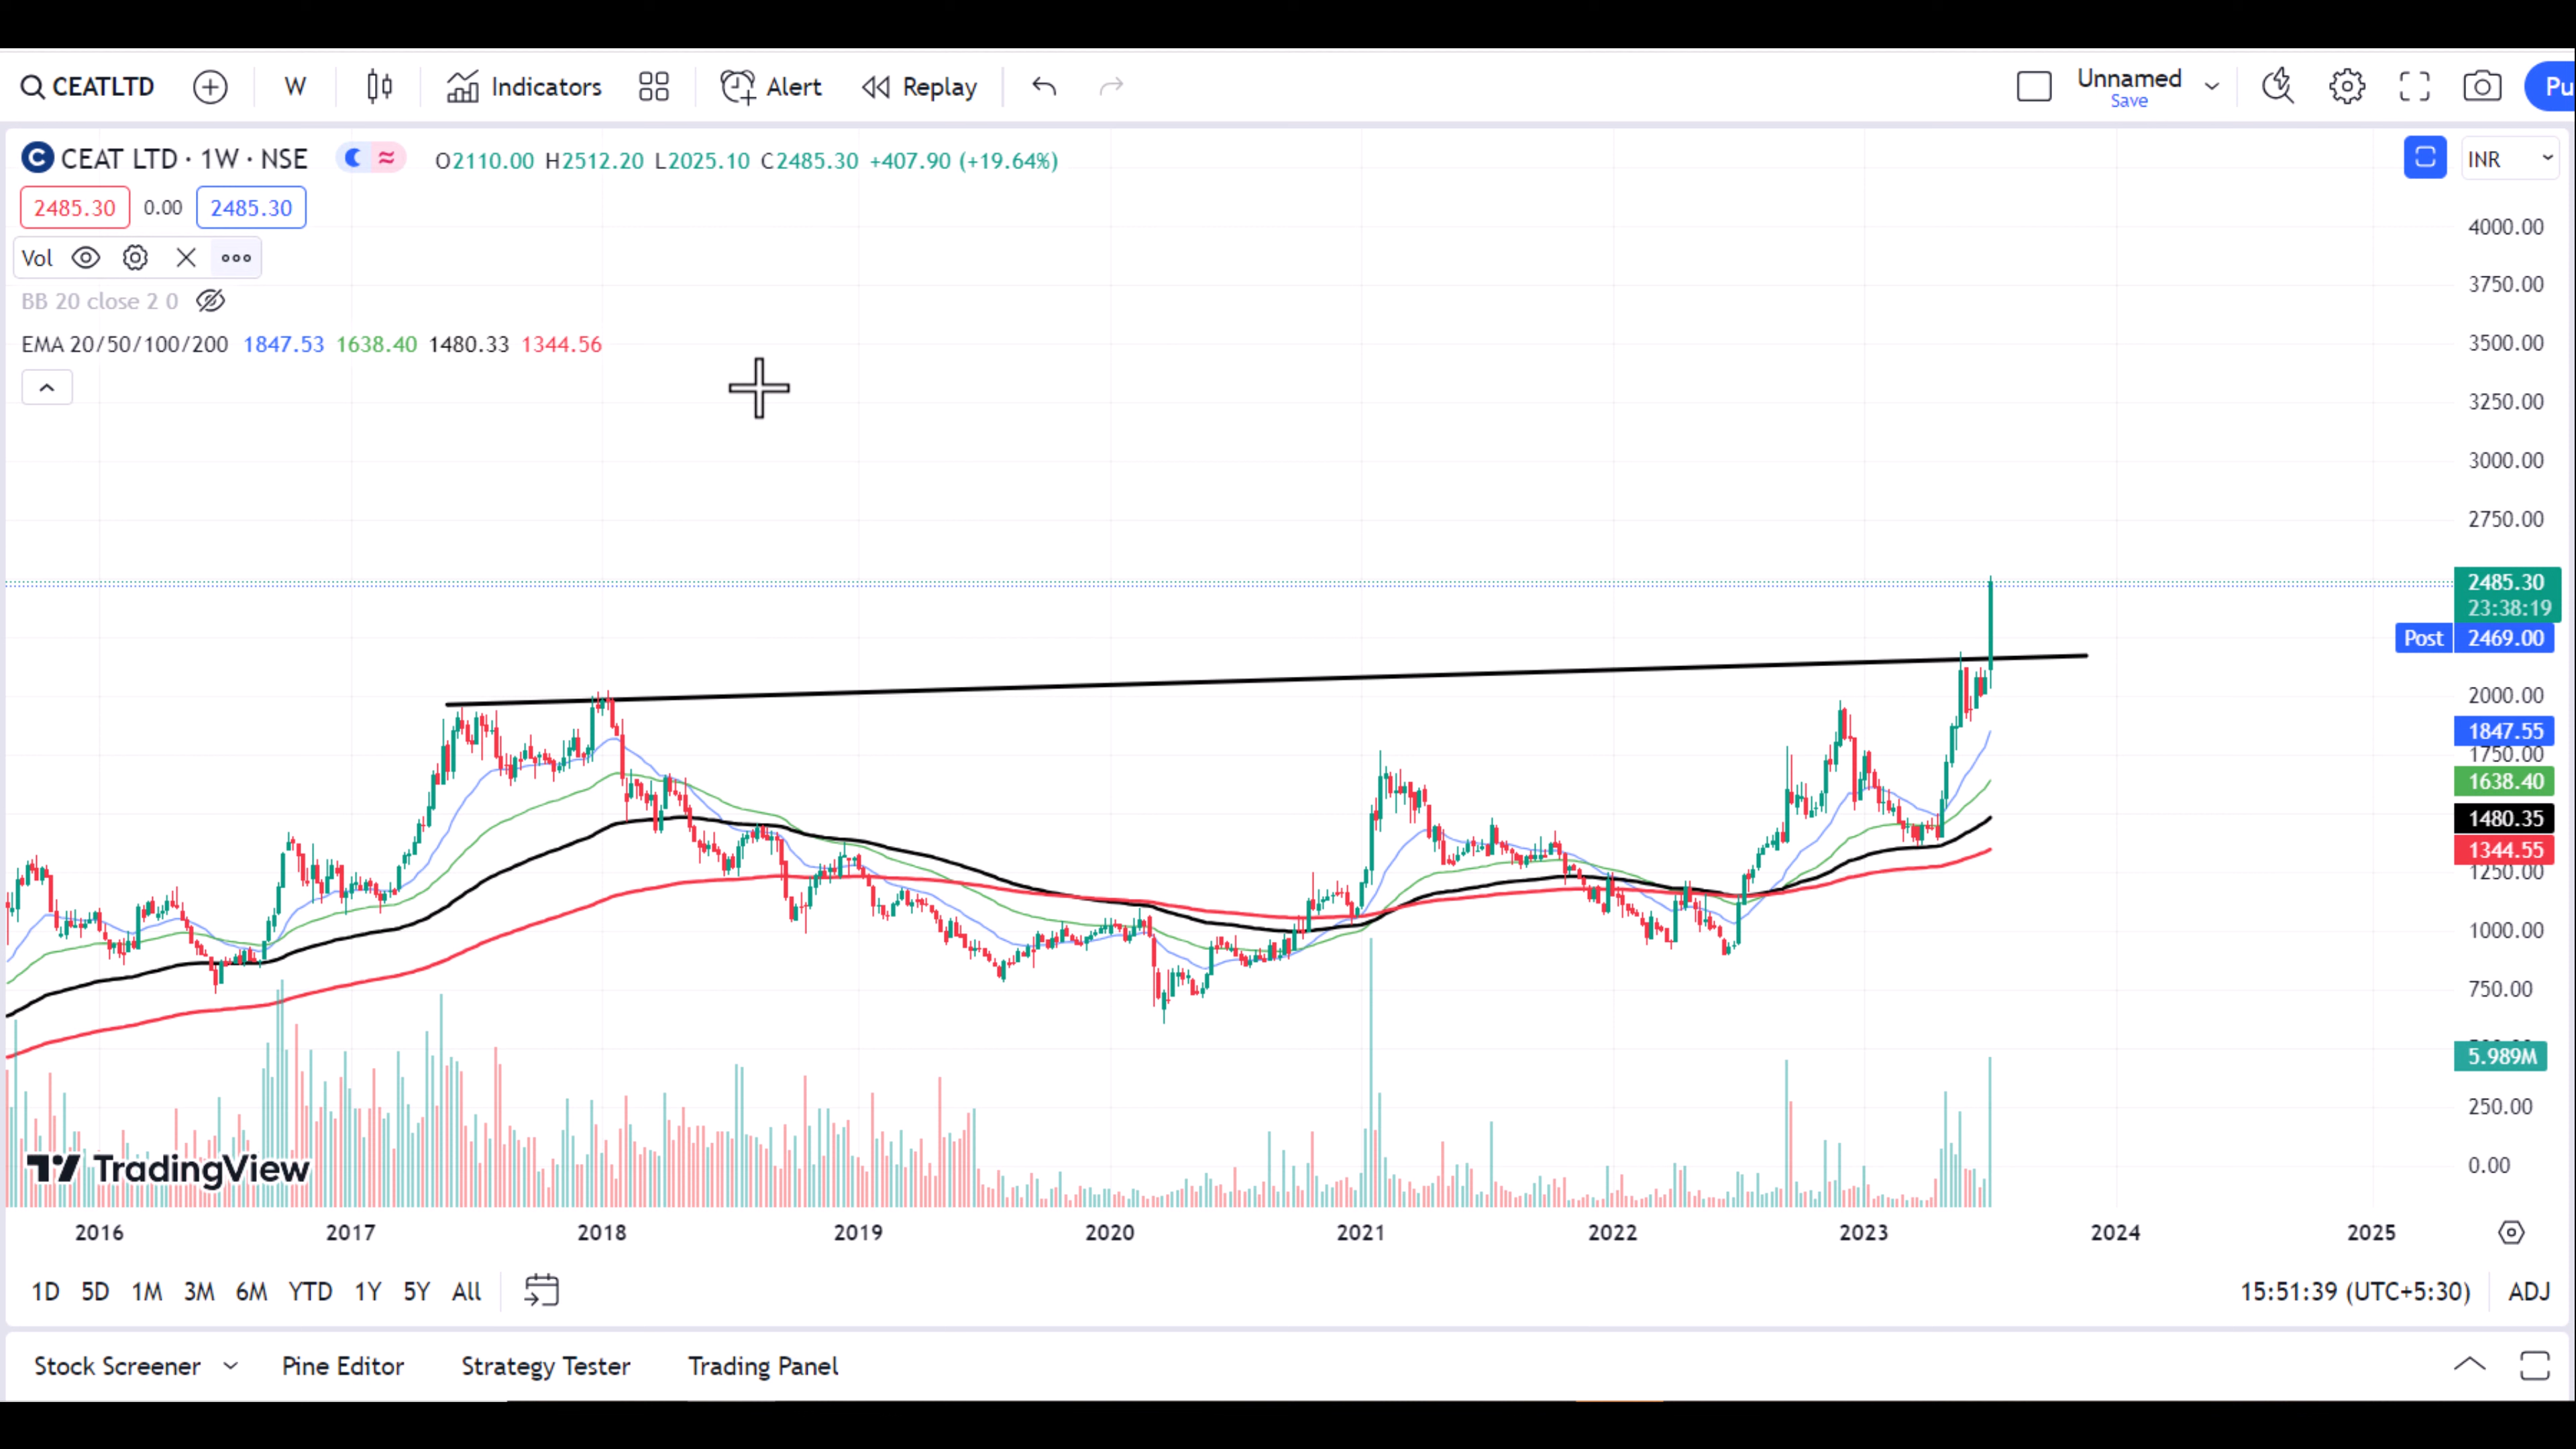 CEATLTD W Indicators Alert Replay Unnamed Save Pu
CEAT LTD · 1W · NSE O2110.00 H2512.20 L2025.10 C2485.30 +407.90 (+19.64%) INR
2485.30 0.00 2485.30
Vol
BB 20 close 2 0
EMA 20/50/100/200 1847.53 1638.40 1480.33 1344.56
4000.00
3750.00
3500.00
3250.00
3000.00
2750.00
2485.30
23:38:19
Post 2469.00
2000.00
1847.55
1750.00
1638.40
1480.35
1344.55
1250.00
1000.00
750.00
5.989M
250.00
0.00
TradingView
2016 2017 2018 2019 2020 2021 2022 2023 2024 2025
1D 5D 1M 3M 6M YTD 1Y 5Y All 15:51:39 (UTC+5:30) ADJ
Stock Screener Pine Editor Strategy Tester Trading Panel